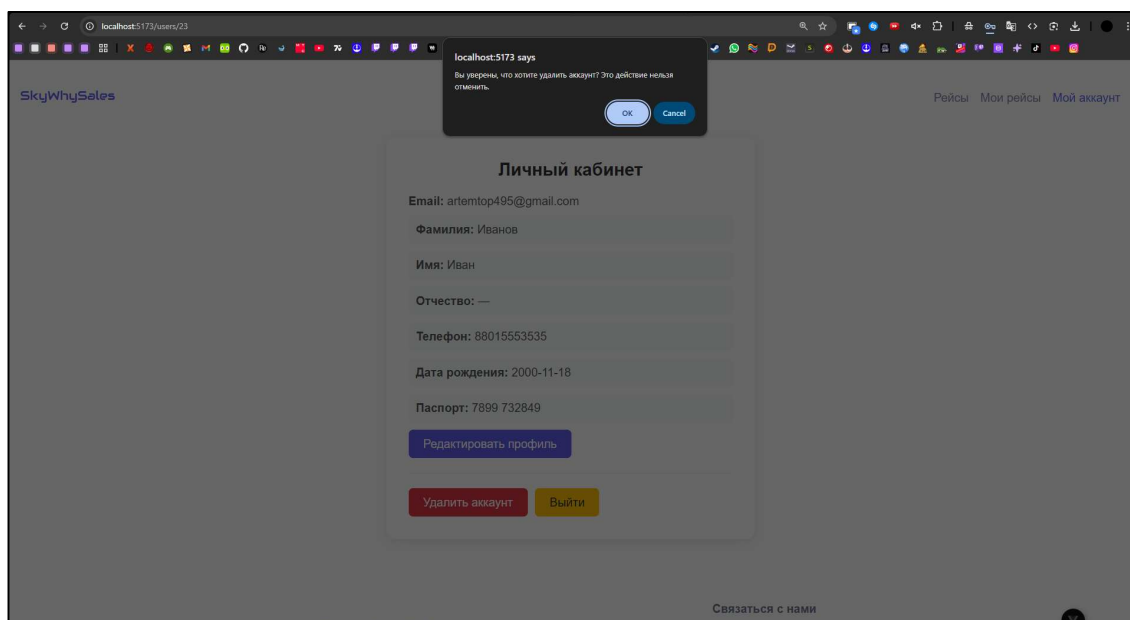 localhost:5173/users/23
localhost:5173 says
Вы уверены, что хотите удалить аккаунт? Это действие нельзя
отменить.
OK Cancel
SkyWhySales
Рейсы Мои рейсы Мой аккаунт
Личный кабинет
Email: artemtop495@gmail.com
Фамилия: Иванов
Имя: Иван
Отчество: —
Телефон: 88015553535
Дата рождения: 2000-11-18
Паспорт: 7899 732849
Редактировать профиль
Удалить аккаунт Выйти
Связаться с нами